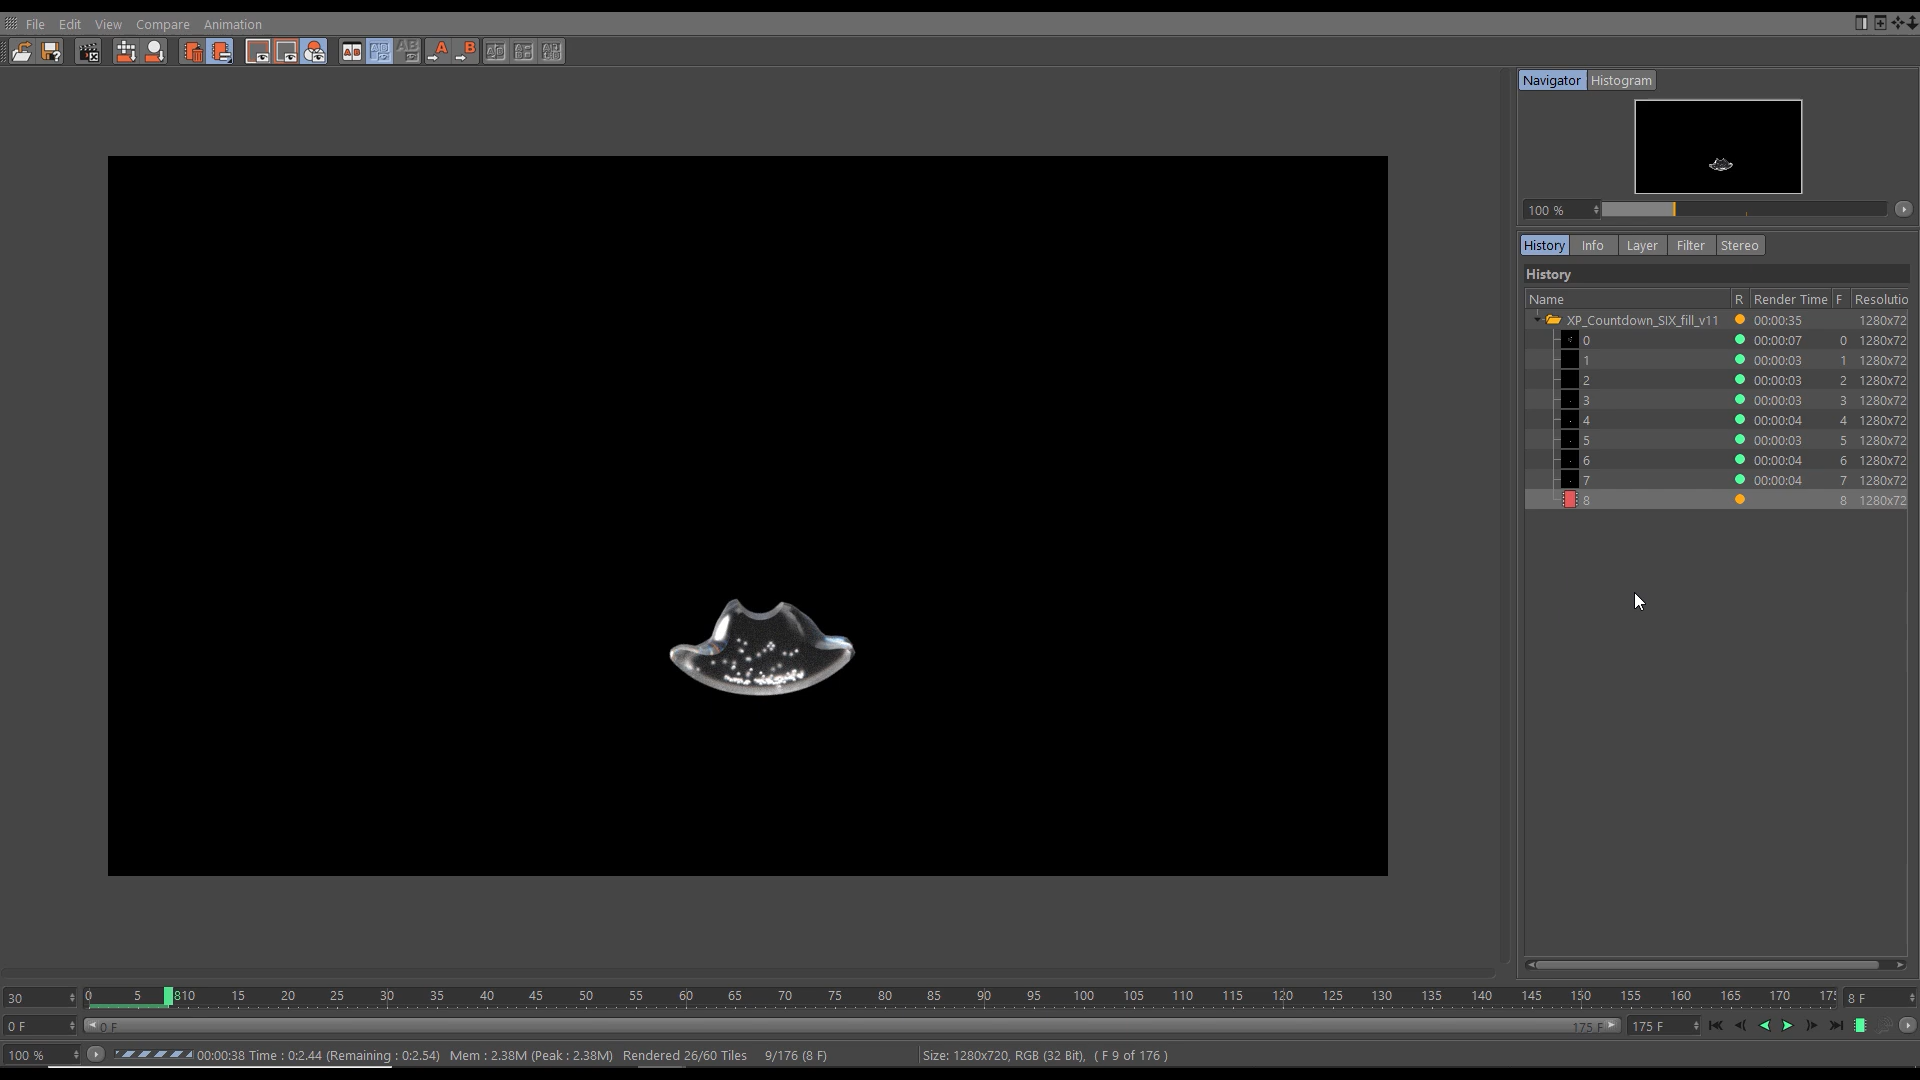 File Edit View Compare Animation
Navigator Histogram
100 %
History Info Layer Filter Stereo
History
Name R Render Time F Resolutio
XP_Countdown_SIX_fill_v11 00:00:35 1280x72
0 00:00:07 0 1280x72
1 00:00:03 1 1280x72
2 00:00:03 2 1280x72
3 00:00:03 3 1280x72
4 00:00:04 4 1280x72
5 00:00:03 5 1280x72
6 00:00:04 6 1280x72
7 00:00:04 7 1280x72
8 8 1280x72
30 0 5 810 15 20 25 30 35 40 45 50 55 60 65 70 75 80 85 90 95 100 105 110 115 120 125 130 135 140 145 150 155 160 165 170 17 8 F
0 F 0 F 175 F 175 F
100 % 00:00:38 Time : 0:2.44 (Remaining : 0:2.54) Mem : 2.38M (Peak : 2.38M) Rendered 26/60 Tiles 9/176 (8 F) Size: 1280x720, RGB (32 Bit), ( F 9 of 176 )